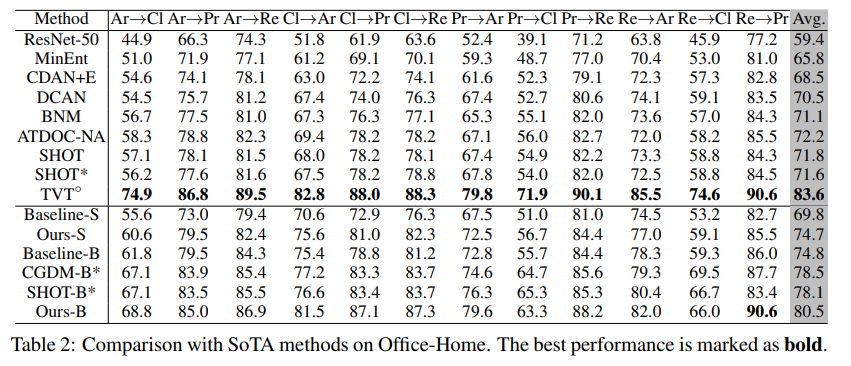 Method Ar→Cl Ar→Pr Ar→Re Cl→Ar Cl→Pr Cl→Re Pr→Ar Pr→Cl Pr→Re Re→Ar Re→Cl Re→Pr Avg.
ResNet-50 44.9 66.3 74.3 51.8 61.9 63.6 52.4 39.1 71.2 63.8 45.9 77.2 59.4
MinEnt 51.0 71.9 77.1 61.2 69.1 70.1 59.3 48.7 77.0 70.4 53.0 81.0 65.8
CDAN+E 54.6 74.1 78.1 63.0 72.2 74.1 61.6 52.3 79.1 72.3 57.3 82.8 68.5
DCAN 54.5 75.7 81.2 67.4 74.0 76.3 67.4 52.7 80.6 74.1 59.1 83.5 70.5
BNM 56.7 77.5 81.0 67.3 76.3 77.1 65.3 55.1 82.0 73.6 57.0 84.3 71.1
ATDOC-NA 58.3 78.8 82.3 69.4 78.2 78.2 67.1 56.0 82.7 72.0 58.2 85.5 72.2
SHOT 57.1 78.1 81.5 68.0 78.2 78.1 67.4 54.9 82.2 73.3 58.8 84.3 71.8
SHOT* 56.2 77.6 81.6 67.5 78.2 78.8 67.8 54.0 82.0 72.5 58.8 84.5 71.6
TVT° 74.9 86.8 89.5 82.8 88.0 88.3 79.8 71.9 90.1 85.5 74.6 90.6 83.6
Baseline-S 55.6 73.0 79.4 70.6 72.9 76.3 67.5 51.0 81.0 74.5 53.2 82.7 69.8
Ours-S 60.6 79.5 82.4 75.6 81.0 82.3 72.5 56.7 84.4 77.0 59.1 85.5 74.7
Baseline-B 61.8 79.5 84.3 75.4 78.8 81.2 72.8 55.7 84.4 78.3 59.3 86.0 74.8
CGDM-B* 67.1 83.9 85.4 77.2 83.3 83.7 74.6 64.7 85.6 79.3 69.5 87.7 78.5
SHOT-B* 67.1 83.5 85.5 76.6 83.4 83.7 76.3 65.3 85.3 80.4 66.7 83.4 78.1
Ours-B 68.8 85.0 86.9 81.5 87.1 87.3 79.6 63.3 88.2 82.0 66.0 90.6 80.5
Table 2: Comparison with SoTA methods on Office-Home. The best performance is marked as bold.